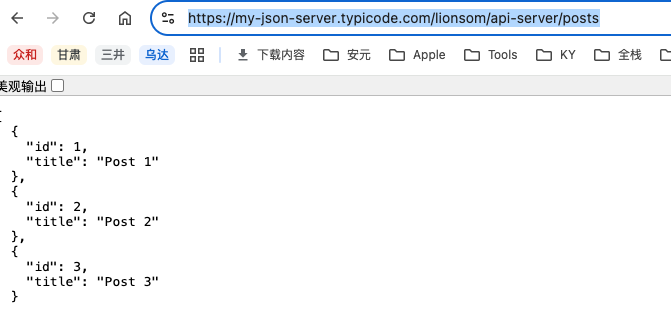 https://my-json-server.typicode.com/lionsom/api-server/posts
众和 甘肃 三井 乌达 下载内容 安元 Apple Tools KY 全栈
美观输出
[
  {
    "id": 1,
    "title": "Post 1"
  },
  {
    "id": 2,
    "title": "Post 2"
  },
  {
    "id": 3,
    "title": "Post 3"
  }